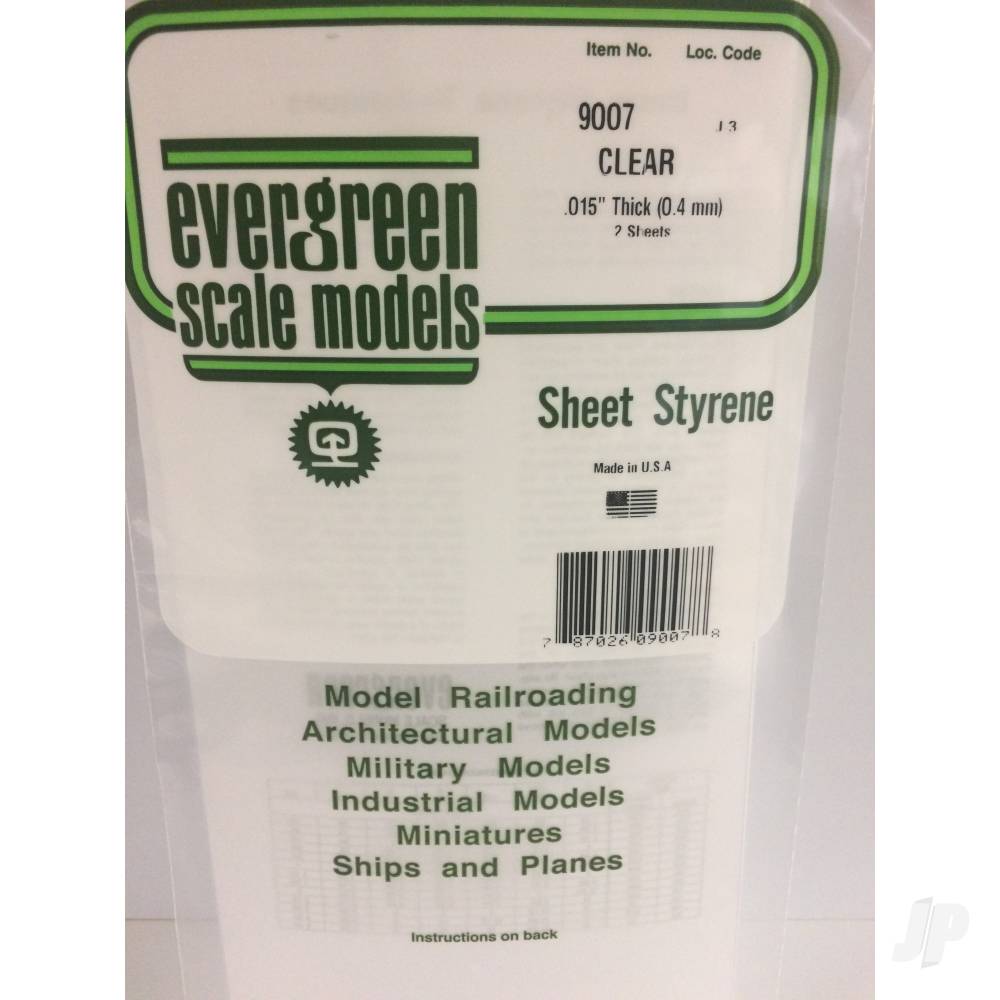 Item No. Loc. Code
9007 J 3
CLEAR
.015" Thick (0.4 mm)
2 Sheets
evergreen
scale models
Sheet Styrene
Made in U.S.A
7 87026 09007 8
Model Railroading
Architectural Models
Military Models
Industrial Models
Miniatures
Ships and Planes
Instructions on back
JP